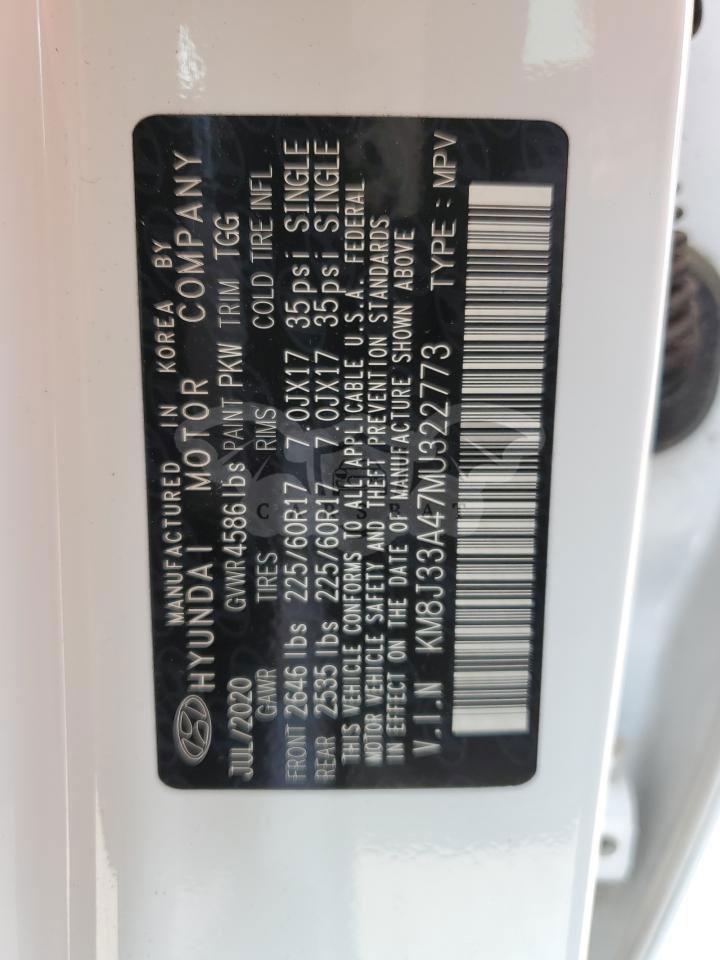 MANUFACTURED IN KOREA BY
HYUNDAI MOTOR COMPANY
JUL/2020 GVWR 4586 lbs PAINT PKW TRIM TGG
GAWR TIRES RIMS COLD TIRE INFL
FRONT 2646 lbs 225/60R17 7.0JX17 35psi SINGLE
REAR 2535 lbs 225/60R17 7.0JX17 35psi SINGLE
THIS VEHICLE CONFORMS TO ALL APPLICABLE U.S.A. FEDERAL
MOTOR VEHICLE SAFETY AND THEFT PREVENTION STANDARDS
IN EFFECT ON THE DATE OF MANUFACTURE SHOWN ABOVE
V.I.N KM8J33A47MU322773 TYPE : MPV